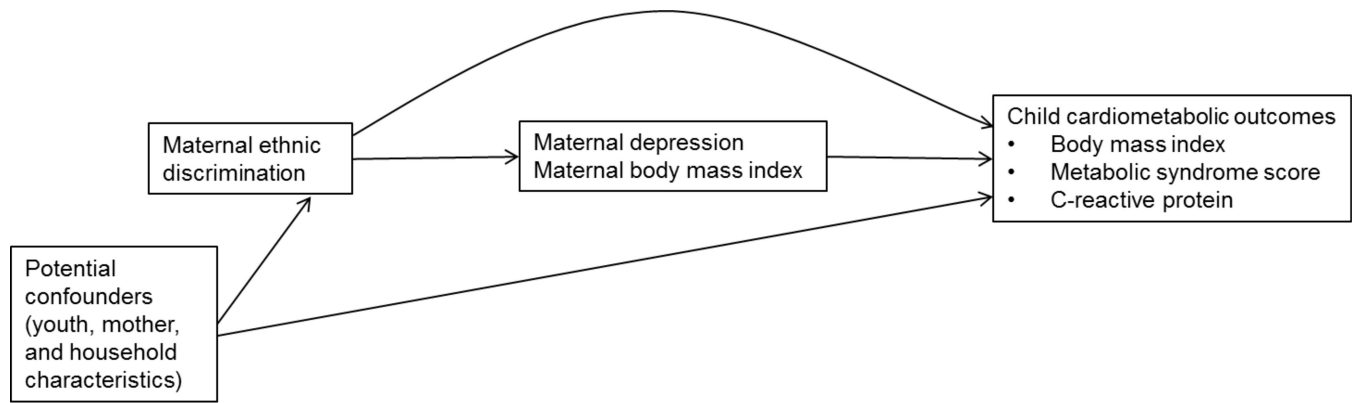 Maternal ethnic
discrimination
Maternal depression
Maternal body mass index
Child cardiometabolic outcomes
• Body mass index
• Metabolic syndrome score
• C-reactive protein
Potential
confounders
(youth, mother,
and household
characteristics)